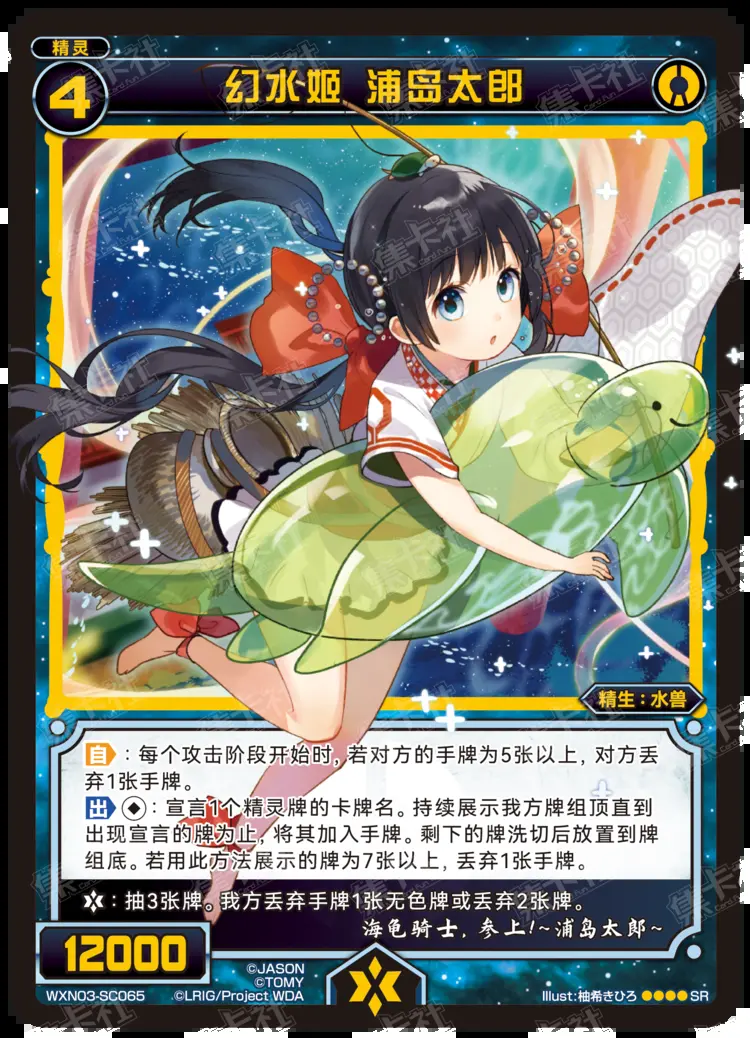 精灵
4
幻水姬 浦岛太郎
精生：水兽
自：每个攻击阶段开始时，若对方的手牌为5张以上，对方丢
弃1张手牌。
出◆：宣言1个精灵牌的卡牌名。持续展示我方牌组顶直到
出现宣言的牌为止，将其加入手牌。剩下的牌洗切后放置到牌
组底。若用此方法展示的牌为7张以上，丢弃1张手牌。
：抽3张牌。我方丢弃手牌1张无色牌或丢弃2张牌。
海龟骑士，参上!~浦岛太郎~
12000
©JASON
©TOMY
WXN03-SC065 ©LRIG/Project WDA
Illust:柚希きひろ ●●●● SR
集卡社